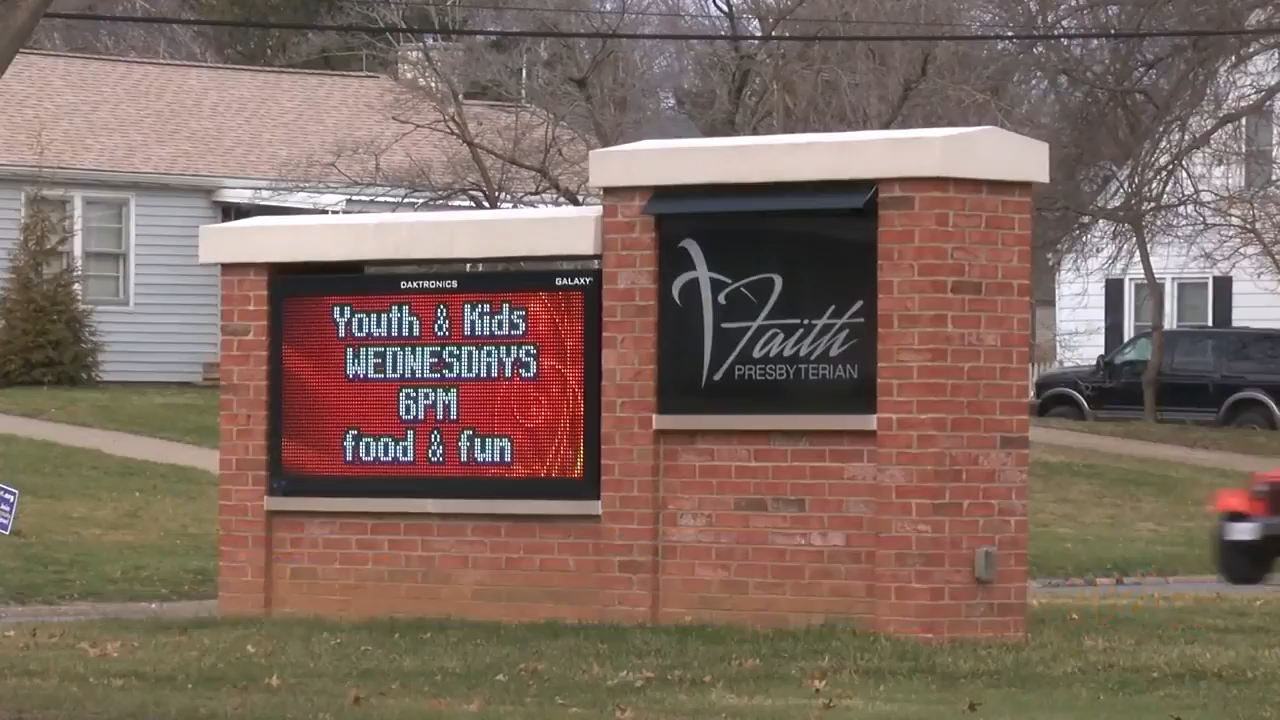 DAKTRONICS
GALAXY
Youth & Kids
WEDNESDAYS
6PM
food & fun
Faith
PRESBYTERIAN